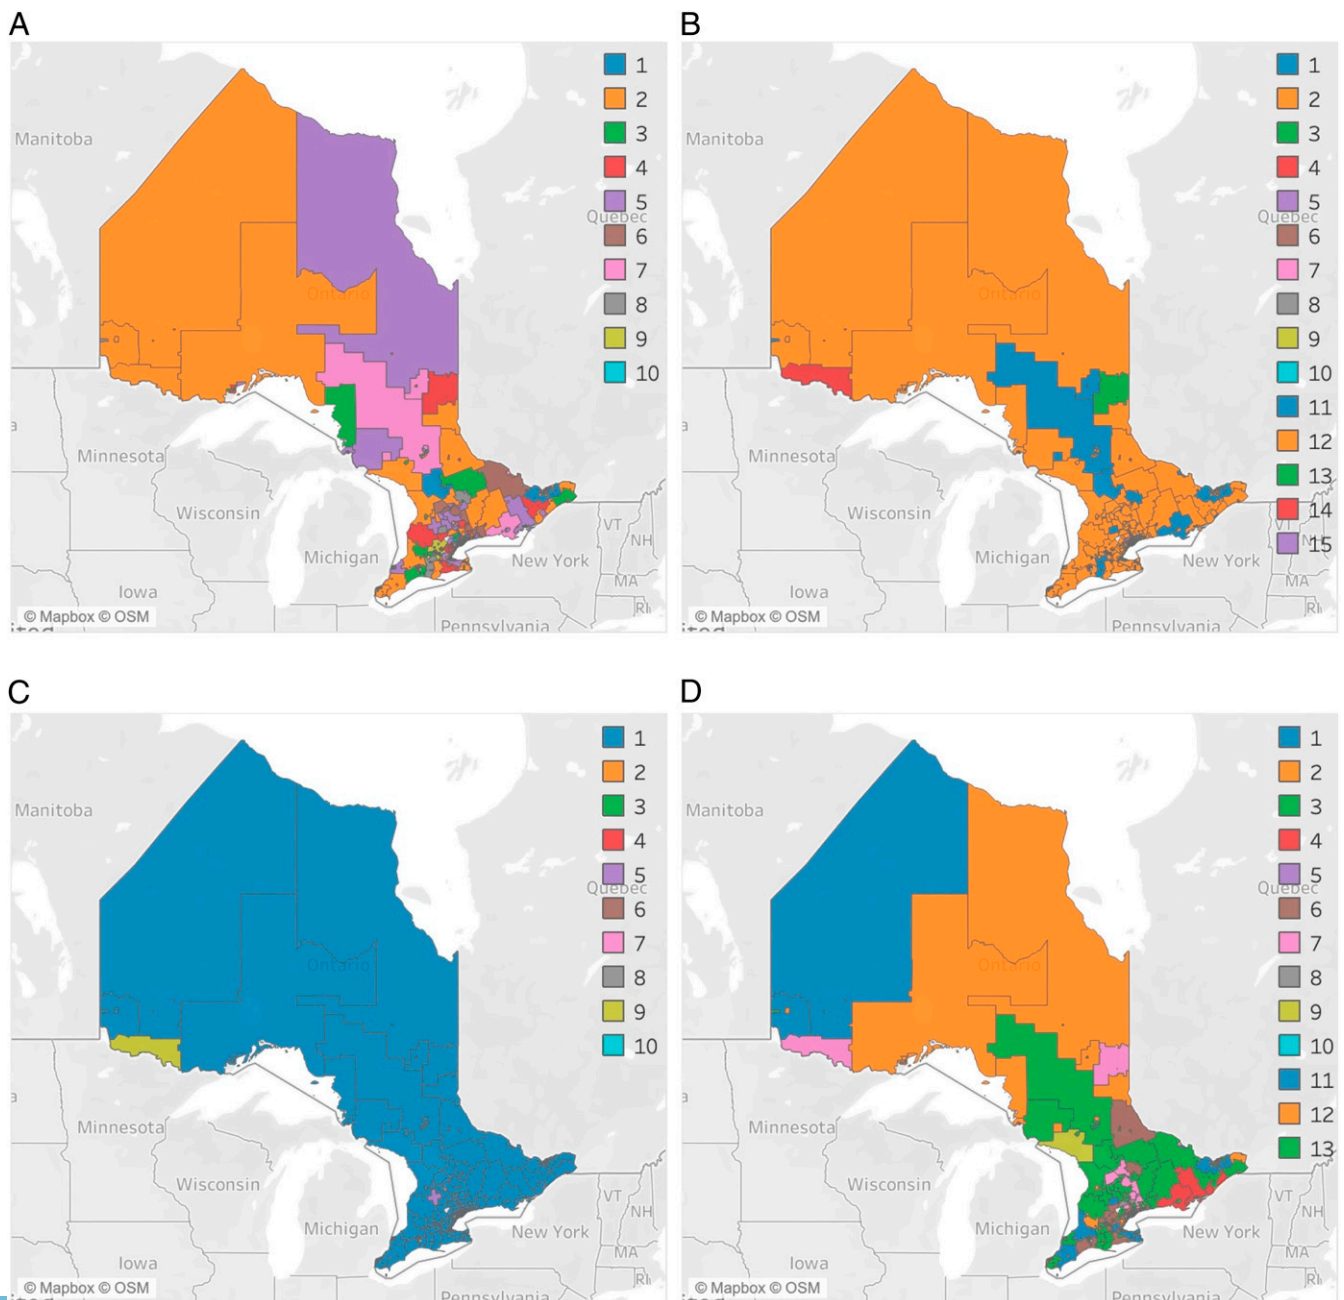 A
B
1
2
3
4
5
6
7
8
9
10
Manitoba
Quebec
Ontario
Minnesota
Wisconsin
Michigan
Iowa
New York
VT
NH
MA
RI
Pennsylvania
© Mapbox © OSM
1
2
3
4
5
6
7
8
9
10
11
12
13
14
15
Manitoba
Quebec
Ontario
Minnesota
Wisconsin
Michigan
Iowa
New York
VT
NH
MA
RI
Pennsylvania
© Mapbox © OSM
C
D
1
2
3
4
5
6
7
8
9
10
Manitoba
Quebec
Ontario
Minnesota
Wisconsin
Michigan
Iowa
New York
VT
NH
MA
RI
Pennsylvania
© Mapbox © OSM
1
2
3
4
5
6
7
8
9
10
11
12
13
Manitoba
Quebec
Ontario
Minnesota
Wisconsin
Michigan
Iowa
New York
VT
NH
MA
RI
Pennsylvania
© Mapbox © OSM